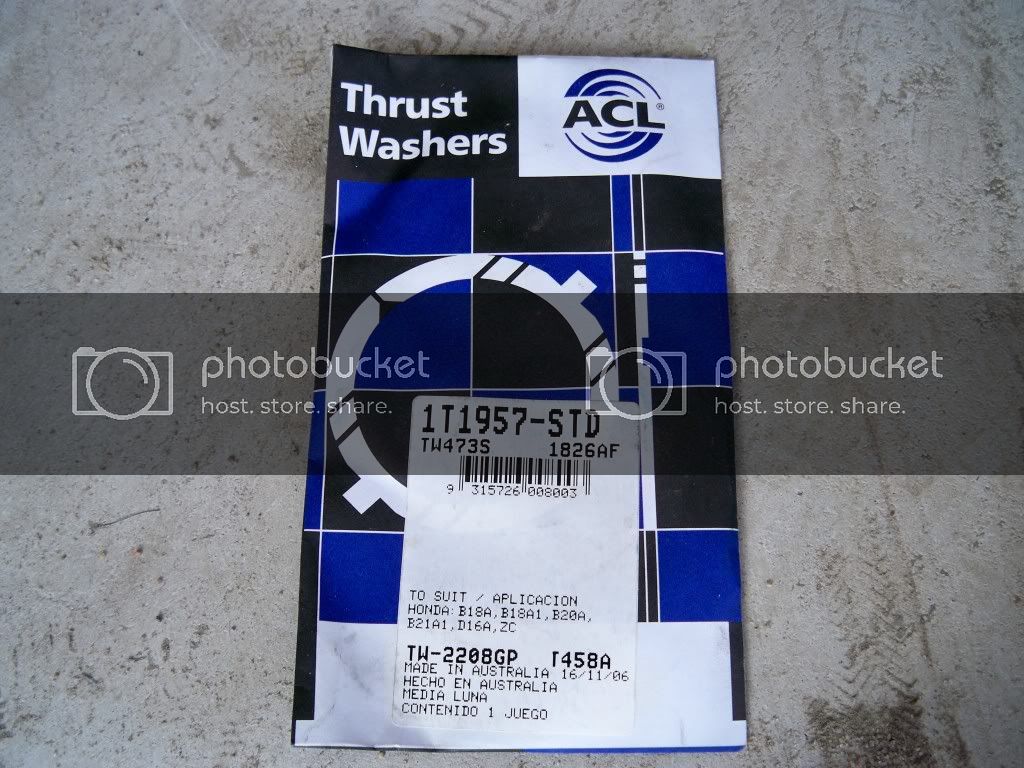 Thrust
Washers
ACL®
photobucket
host. store. share.
photobucket
host. store. share.
1T1957-STD
TW473S 1826AF
9 315726 008003
TO SUIT / APLICACION
HONDA:B18A,B18A1,B20A,
B21A1,D16A,ZC
TW-2208GP T458A
MADE IN AUSTRALIA 16/11/06
HECHO EN AUSTRALIA
MEDIA LUNA
CONTENIDO 1 JUEGO